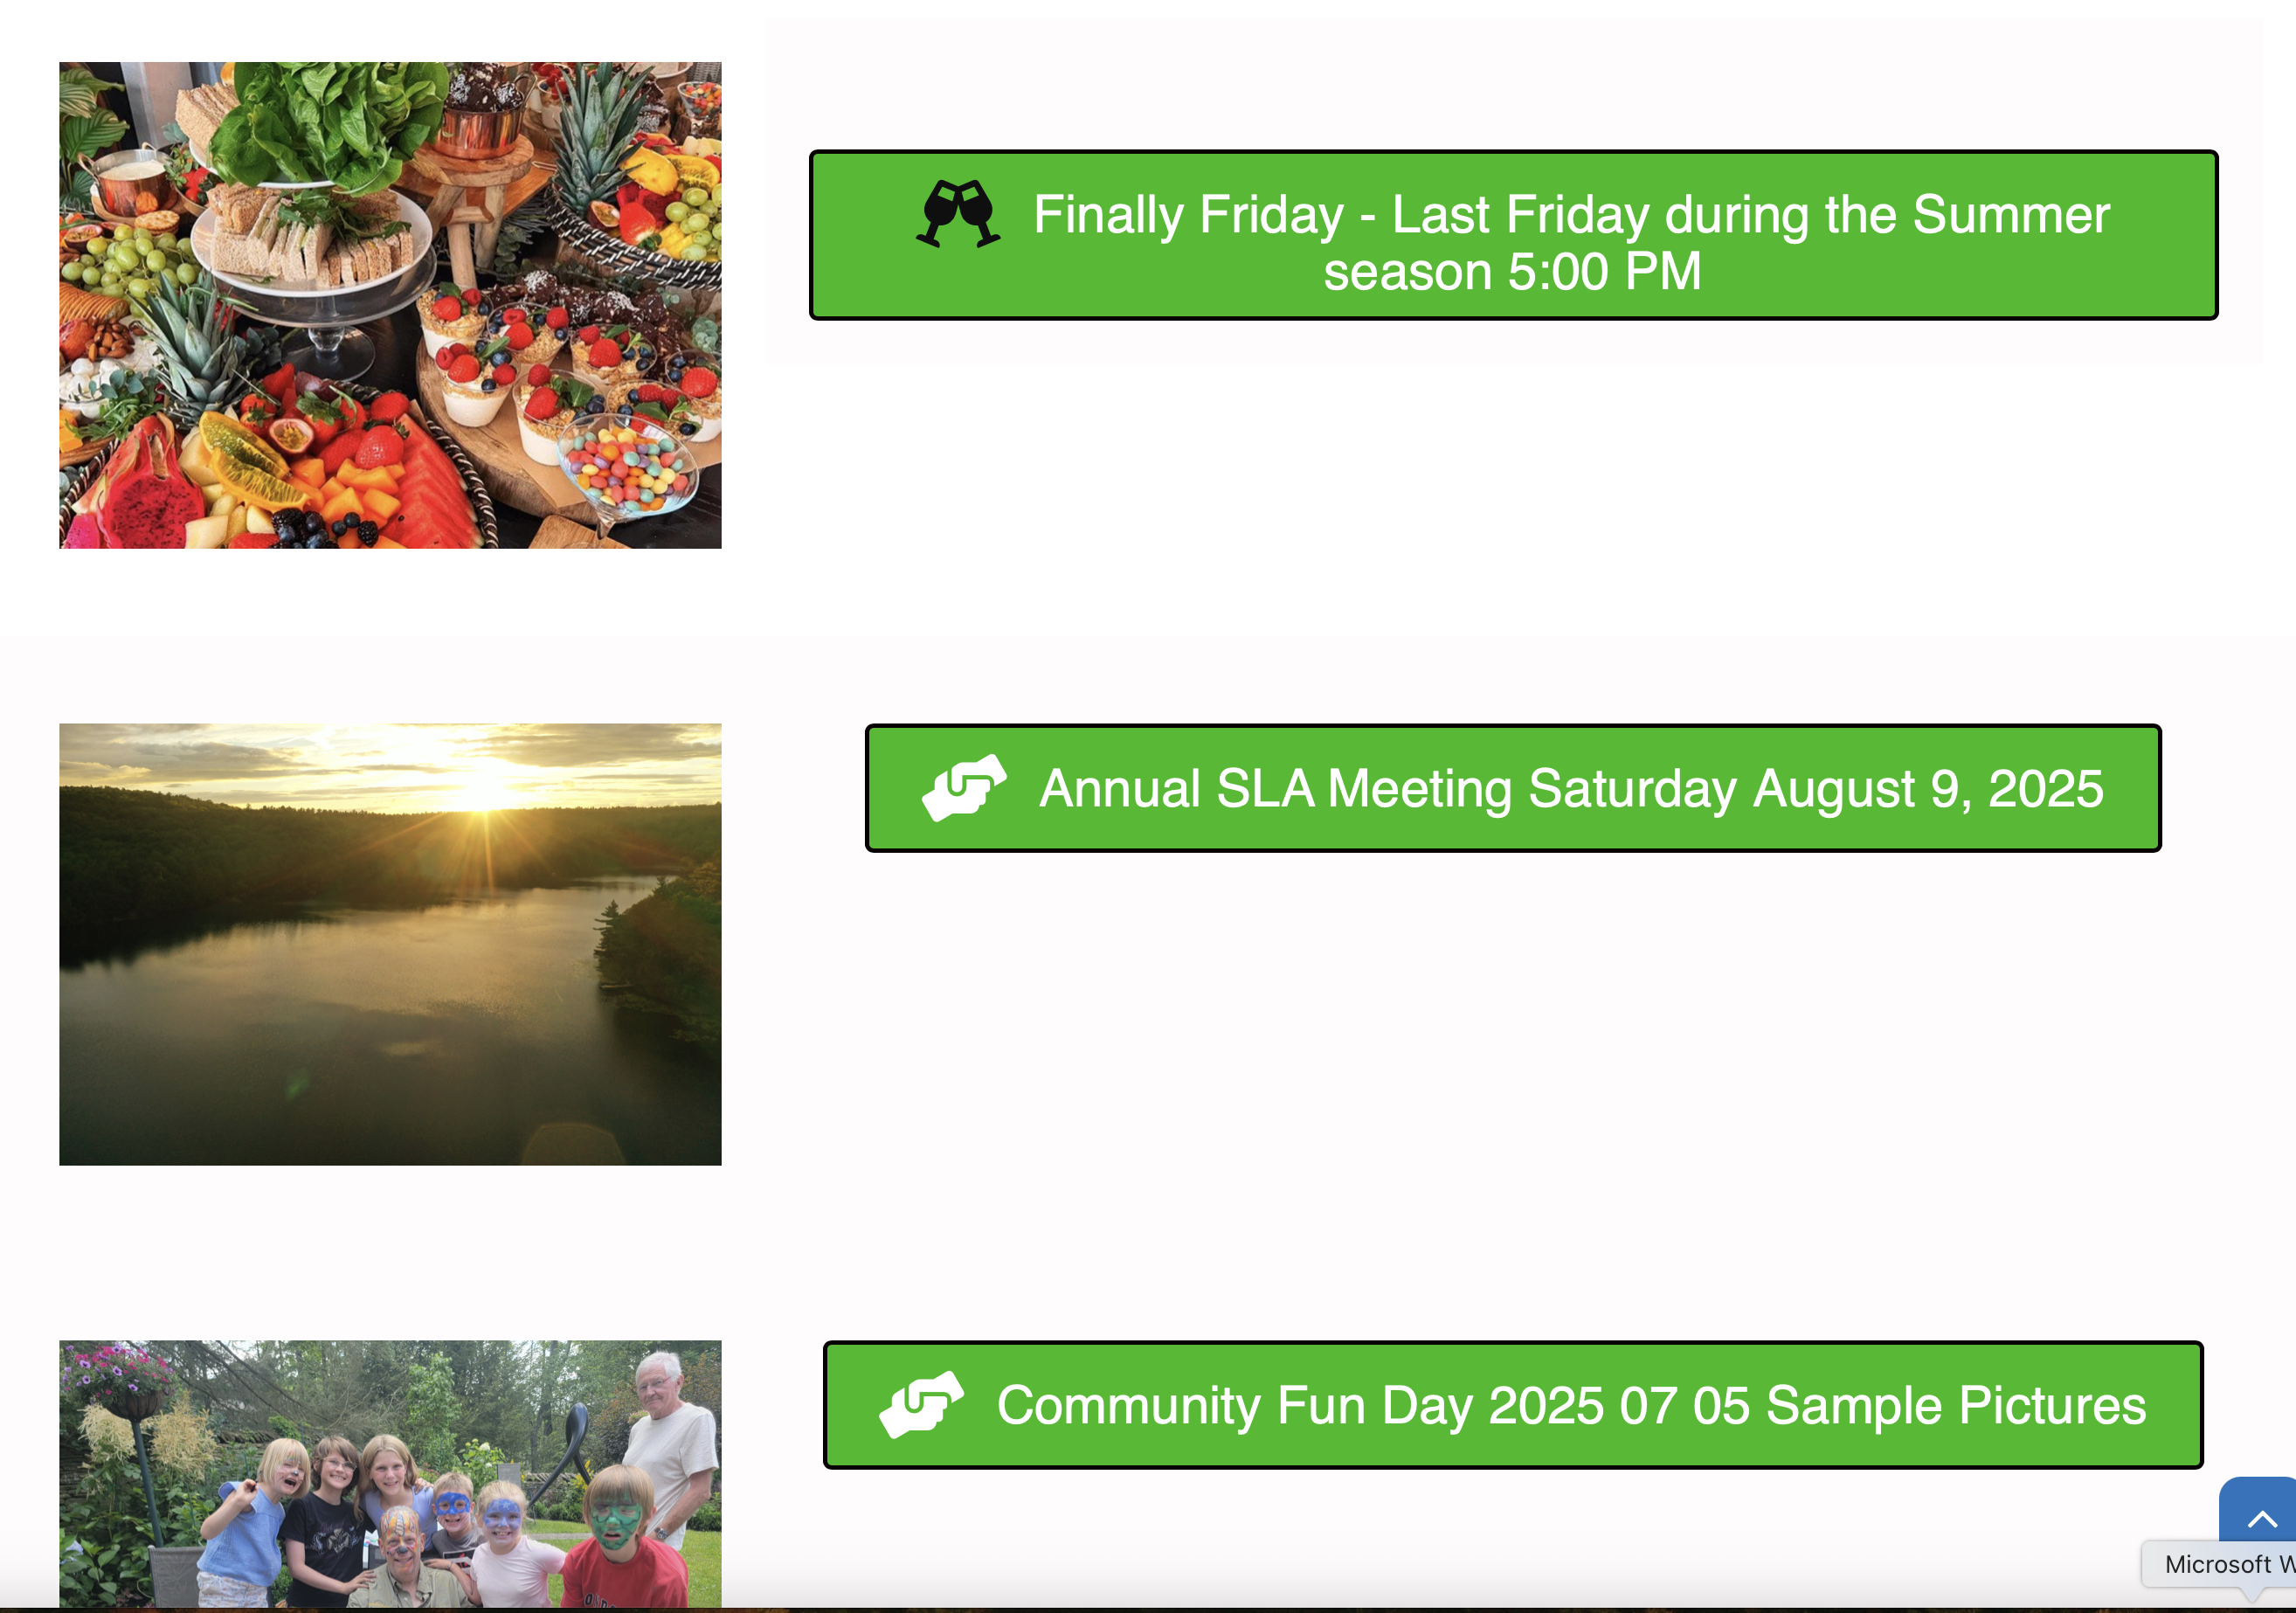 Finally Friday - Last Friday during the Summer
season 5:00 PM
Annual SLA Meeting Saturday August 9, 2025
Community Fun Day 2025 07 05 Sample Pictures
Microsoft